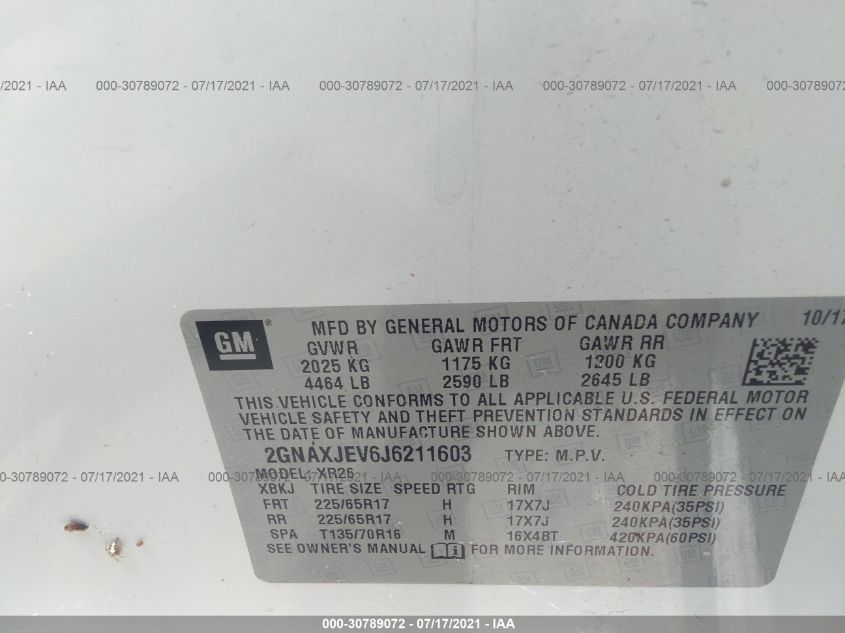 /2021 - IAA 000-30789072 - 07/17/2021 - IAA 000-30789072 - 07/17/2021 - IAA 000-30789072 - 07/17/2021 - IAA 000-3
GM ® MFD BY GENERAL MOTORS OF CANADA COMPANY 10/17
GVWR GAWR FRT GAWR RR
2025 KG 1175 KG 1200 KG
4464 LB 2590 LB 2645 LB
THIS VEHICLE CONFORMS TO ALL APPLICABLE U.S. FEDERAL MOTOR
VEHICLE SAFETY AND THEFT PREVENTION STANDARDS IN EFFECT ON
THE DATE OF MANUFACTURE SHOWN ABOVE.
2GNAXJEV6J6211603 TYPE: M.P.V.
/2021 - IAA 000-30789072 - 07/17/2021 - IAA 000-30789072 - 07/17/2021 - IAA 000-30789072 - 07/17/2021 - IAA 000-3
MODEL: XR26
XBKJ TIRE SIZE SPEED RTG RIM COLD TIRE PRESSURE
FRT 225/65R17 H 17X7J 240KPA(35PSI)
RR 225/65R17 H 17X7J 240KPA(35PSI)
SPA T135/70R16 M 16X4BT 420KPA(60PSI)
SEE OWNER'S MANUAL FOR MORE INFORMATION.
000-30789072 - 07/17/2021 - IAA